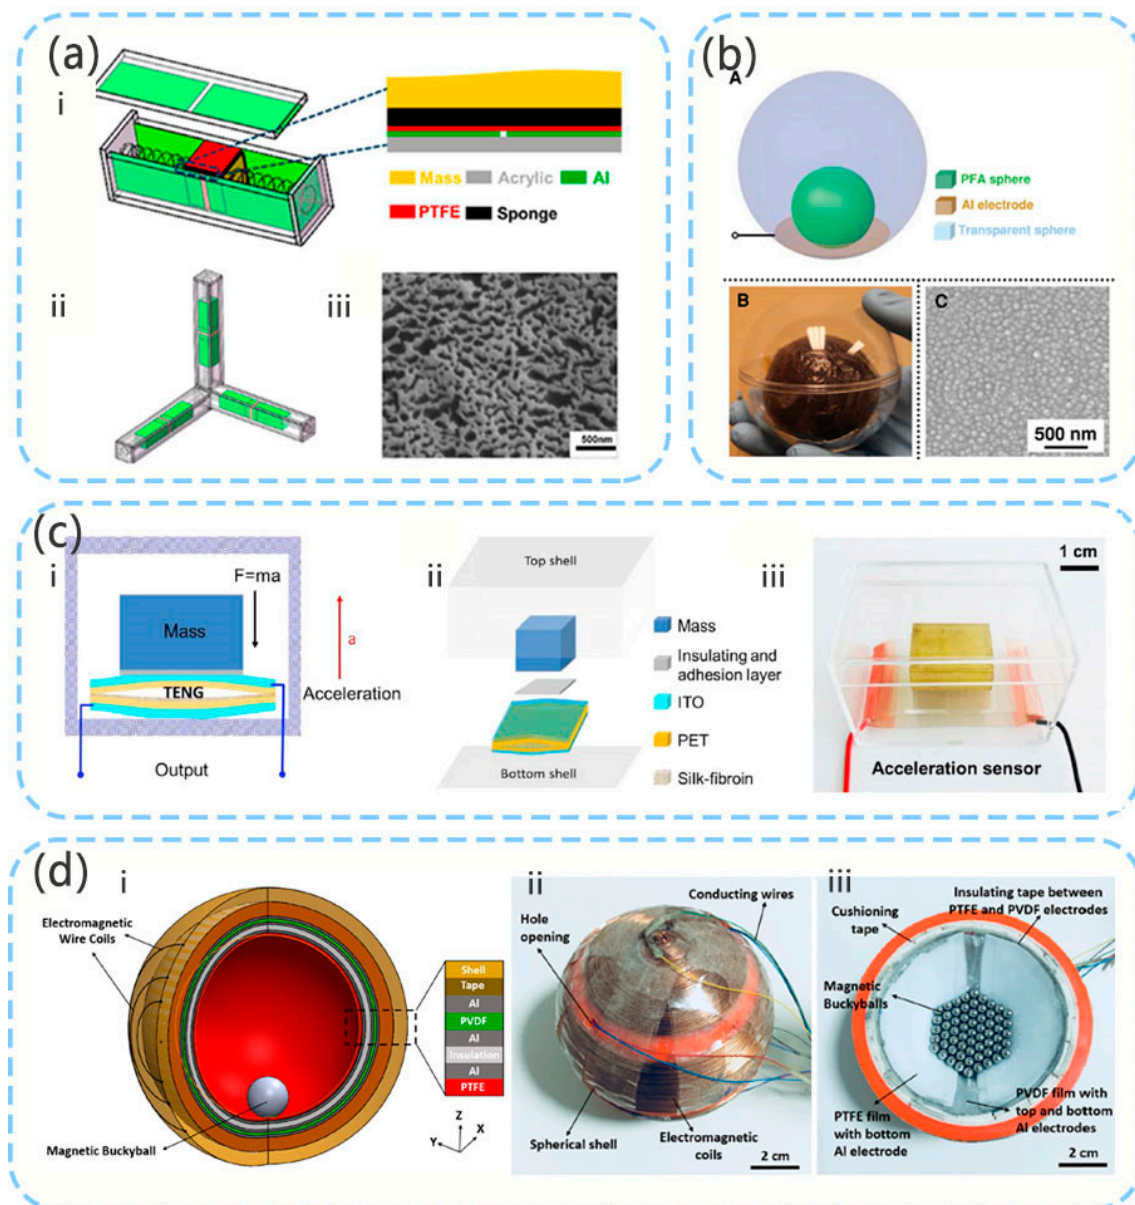 (a)
i
Mass
Acrylic
Al
PTFE
Sponge
ii
iii
500nm
(b)
A
PFA sphere
Al electrode
Transparent sphere
B
C
500 nm
(c)
i
F=ma
Mass
a
TENG
Acceleration
Output
ii
Top shell
Mass
Insulating and
adhesion layer
ITO
PET
Silk-fibroin
Bottom shell
iii
1 cm
Acceleration sensor
(d)
i
Electromagnetic
Wire Coils
Shell
Tape
Al
PVDF
Al
Insulation
Al
PTFE
Z
Y
X
Magnetic Buckyball
ii
Conducting wires
Hole
opening
Spherical shell
Electromagnetic
coils
2 cm
iii
Insulating tape between
PTFE and PVDF electrodes
Cushioning
tape
Magnetic
Buckyballs
PTFE film
with bottom
Al electrode
PVDF film with
top and bottom
Al electrodes
2 cm